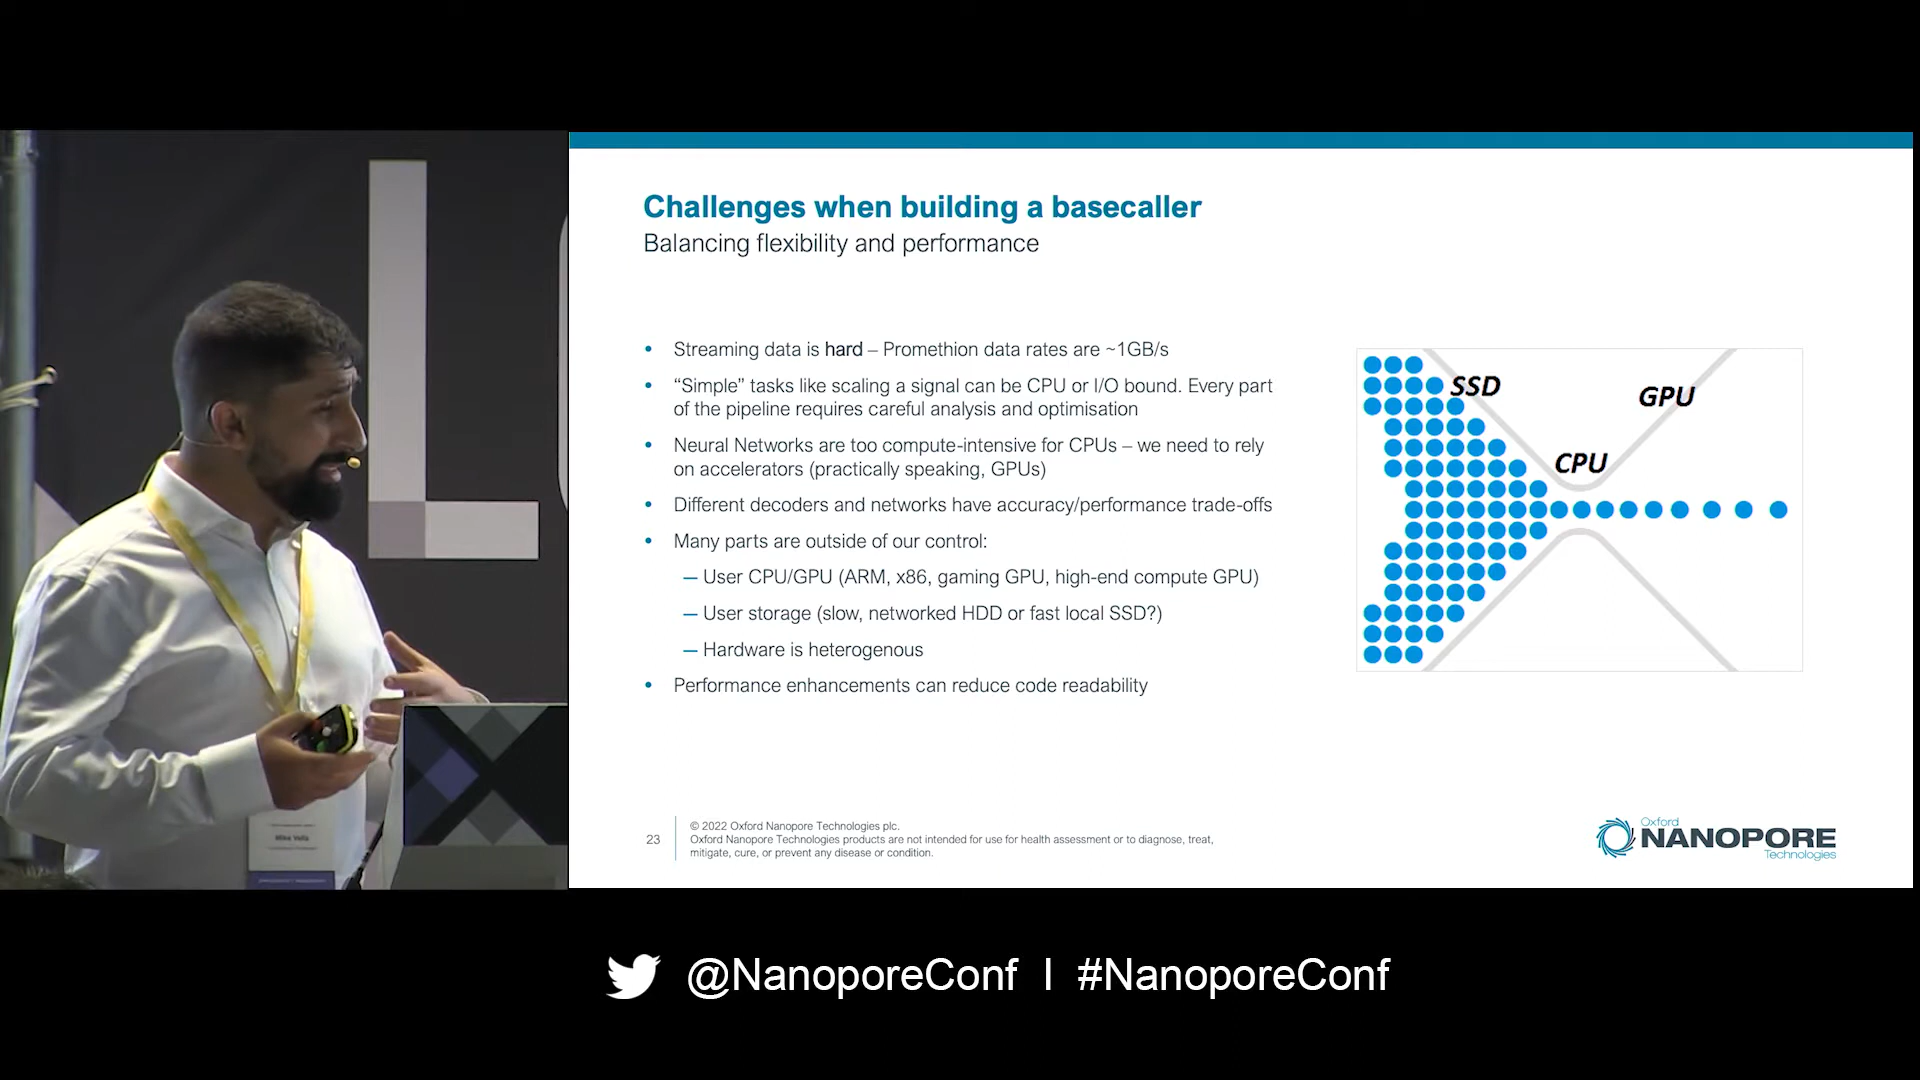 Challenges when building a basecaller
Balancing flexibility and performance
• Streaming data is hard – Promethion data rates are ~1GB/s
• “Simple” tasks like scaling a signal can be CPU or I/O bound. Every part
of the pipeline requires careful analysis and optimisation
• Neural Networks are too compute-intensive for CPUs – we need to rely
on accelerators (practically speaking, GPUs)
• Different decoders and networks have accuracy/performance trade-offs
• Many parts are outside of our control:
— User CPU/GPU (ARM, x86, gaming GPU, high-end compute GPU)
— User storage (slow, networked HDD or fast local SSD?)
— Hardware is heterogenous
• Performance enhancements can reduce code readability
SSD
GPU
CPU
23
© 2022 Oxford Nanopore Technologies plc.
Oxford Nanopore Technologies products are not intended for use for health assessment or to diagnose, treat,
mitigate, cure, or prevent any disease or condition.
Oxford
NANOPORE
Technologies
Mike Vella
@NanoporeConf | #NanoporeConf